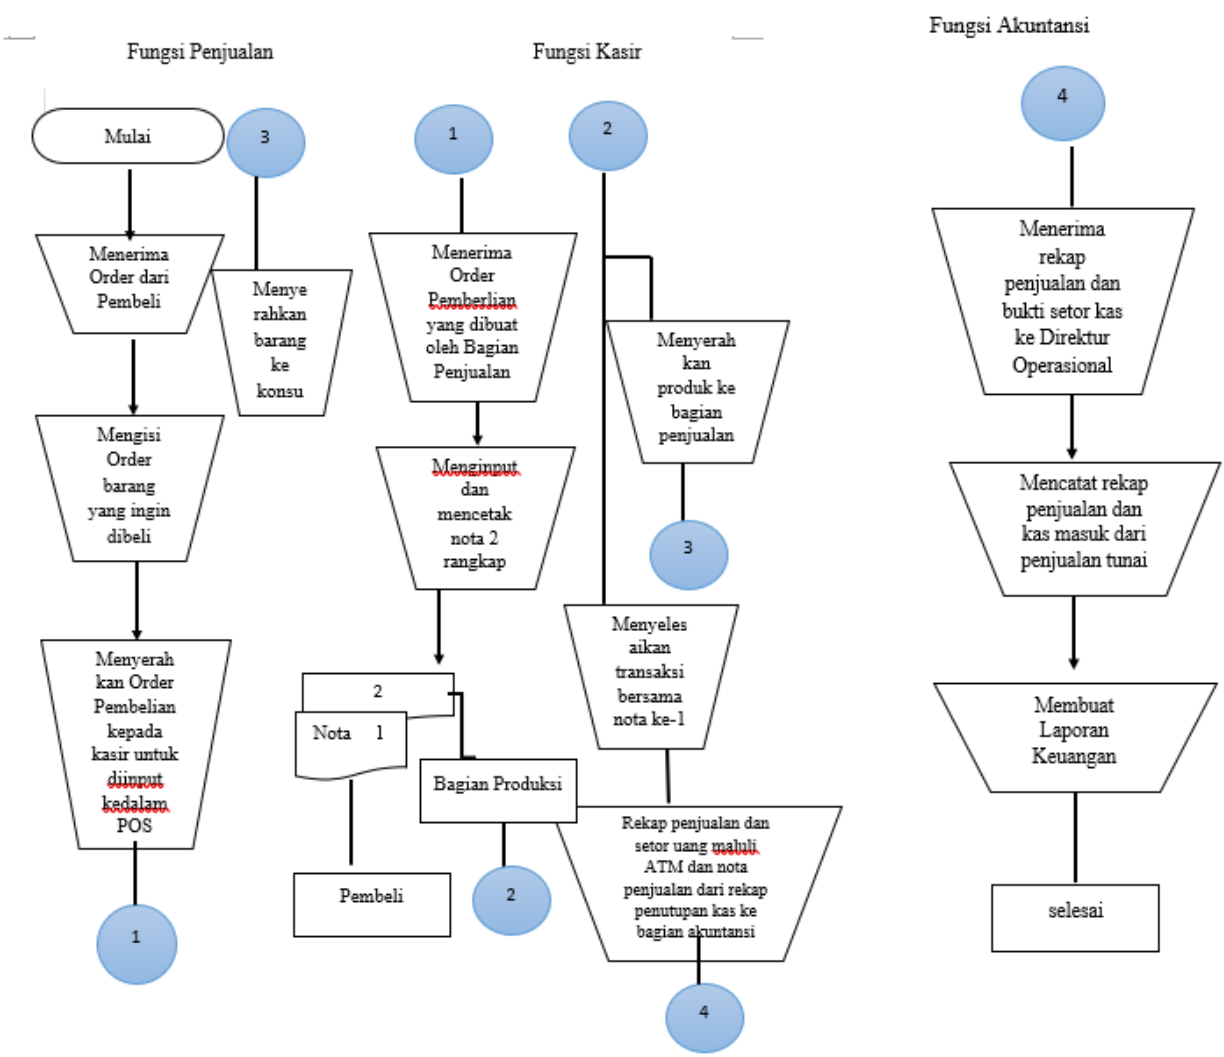 Fungsi Penjualan
Mulai
Menerima
Order dari
Pembeli
Mengisi
Order
barang
yang ingin
dibeli
Menyerah
kan Order
Pembelian
kepada
kasir untuk
diinput
kedalam
POS
1
3
Menye
rahkan
barang
ke
konsu
Fungsi Kasir
1
Menerima
Order
Pemberlian
yang dibuat
oleh Bagian
Penjualan
Menginput
dan
mencetak
nota 2
rangkap
2
Nota 1
Pembeli
Bagian Produksi
2
2
Menyerah
kan
produk ke
bagian
penjualan
3
Menyeles
aikan
transaksi
bersama
nota ke-1
Rekap penjualan dan
setor uang maluli
ATM dan nota
penjualan dari rekap
penutupan kas ke
bagian akuntansi
4
Fungsi Akuntansi
4
Menerima
rekap
penjualan dan
bukti setor kas
ke Direktur
Operasional
Mencatat rekap
penjualan dan
kas masuk dari
penjualan tunai
Membuat
Laporan
Keuangan
selesai